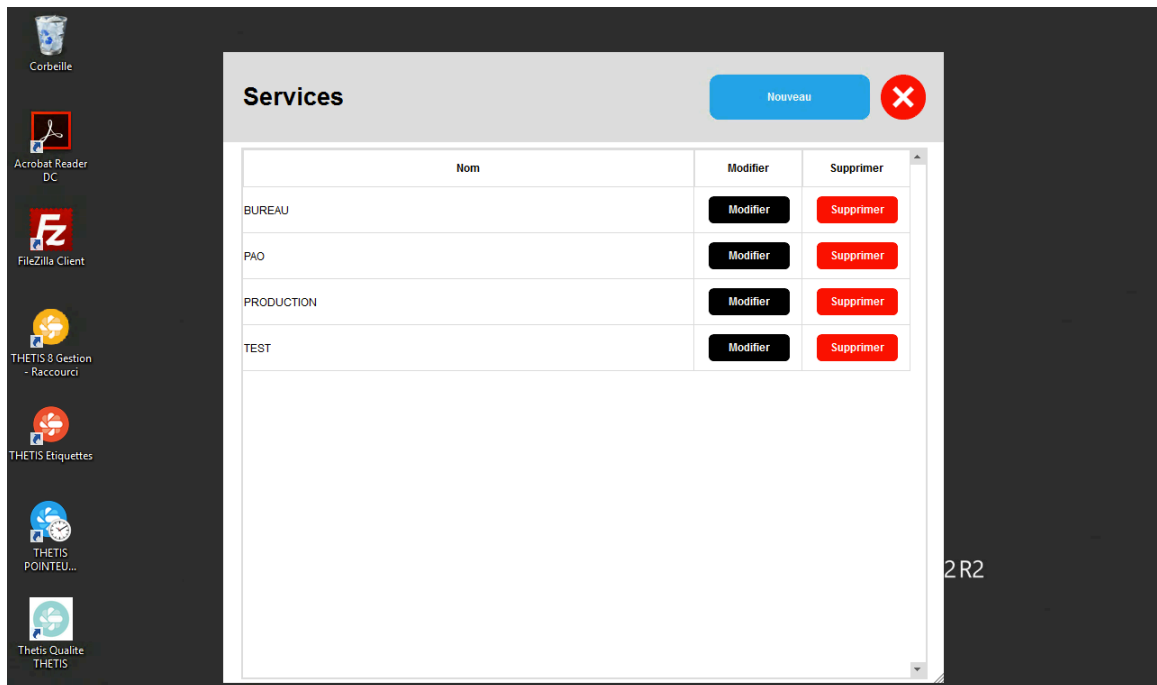 Corbeille
Acrobat Reader
DC
FileZilla Client
THETIS 8 Gestion
- Raccourci
THETIS Etiquettes
THETIS
POINTEU...
Thetis Qualite
THETIS
Services
Nouveau
Nom Modifier Supprimer
BUREAU Modifier Supprimer
PAO Modifier Supprimer
PRODUCTION Modifier Supprimer
TEST Modifier Supprimer
2 R2